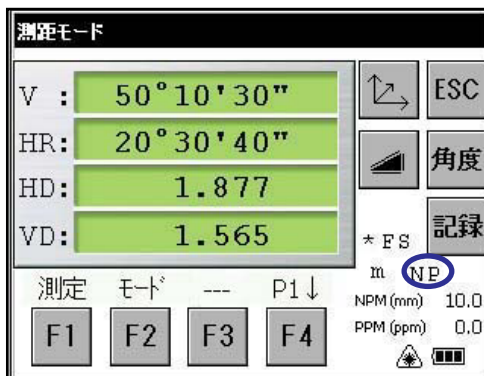 測距モード
V : 50°10'30"
ESC
HR: 20°30'40"
角度
HD: 1.877
記録
VD: 1.565
*FS
m NP
測定 モード --- P1↓
NPM (mm) 10.0
F1 F2 F3 F4
PPM (ppm) 0.0